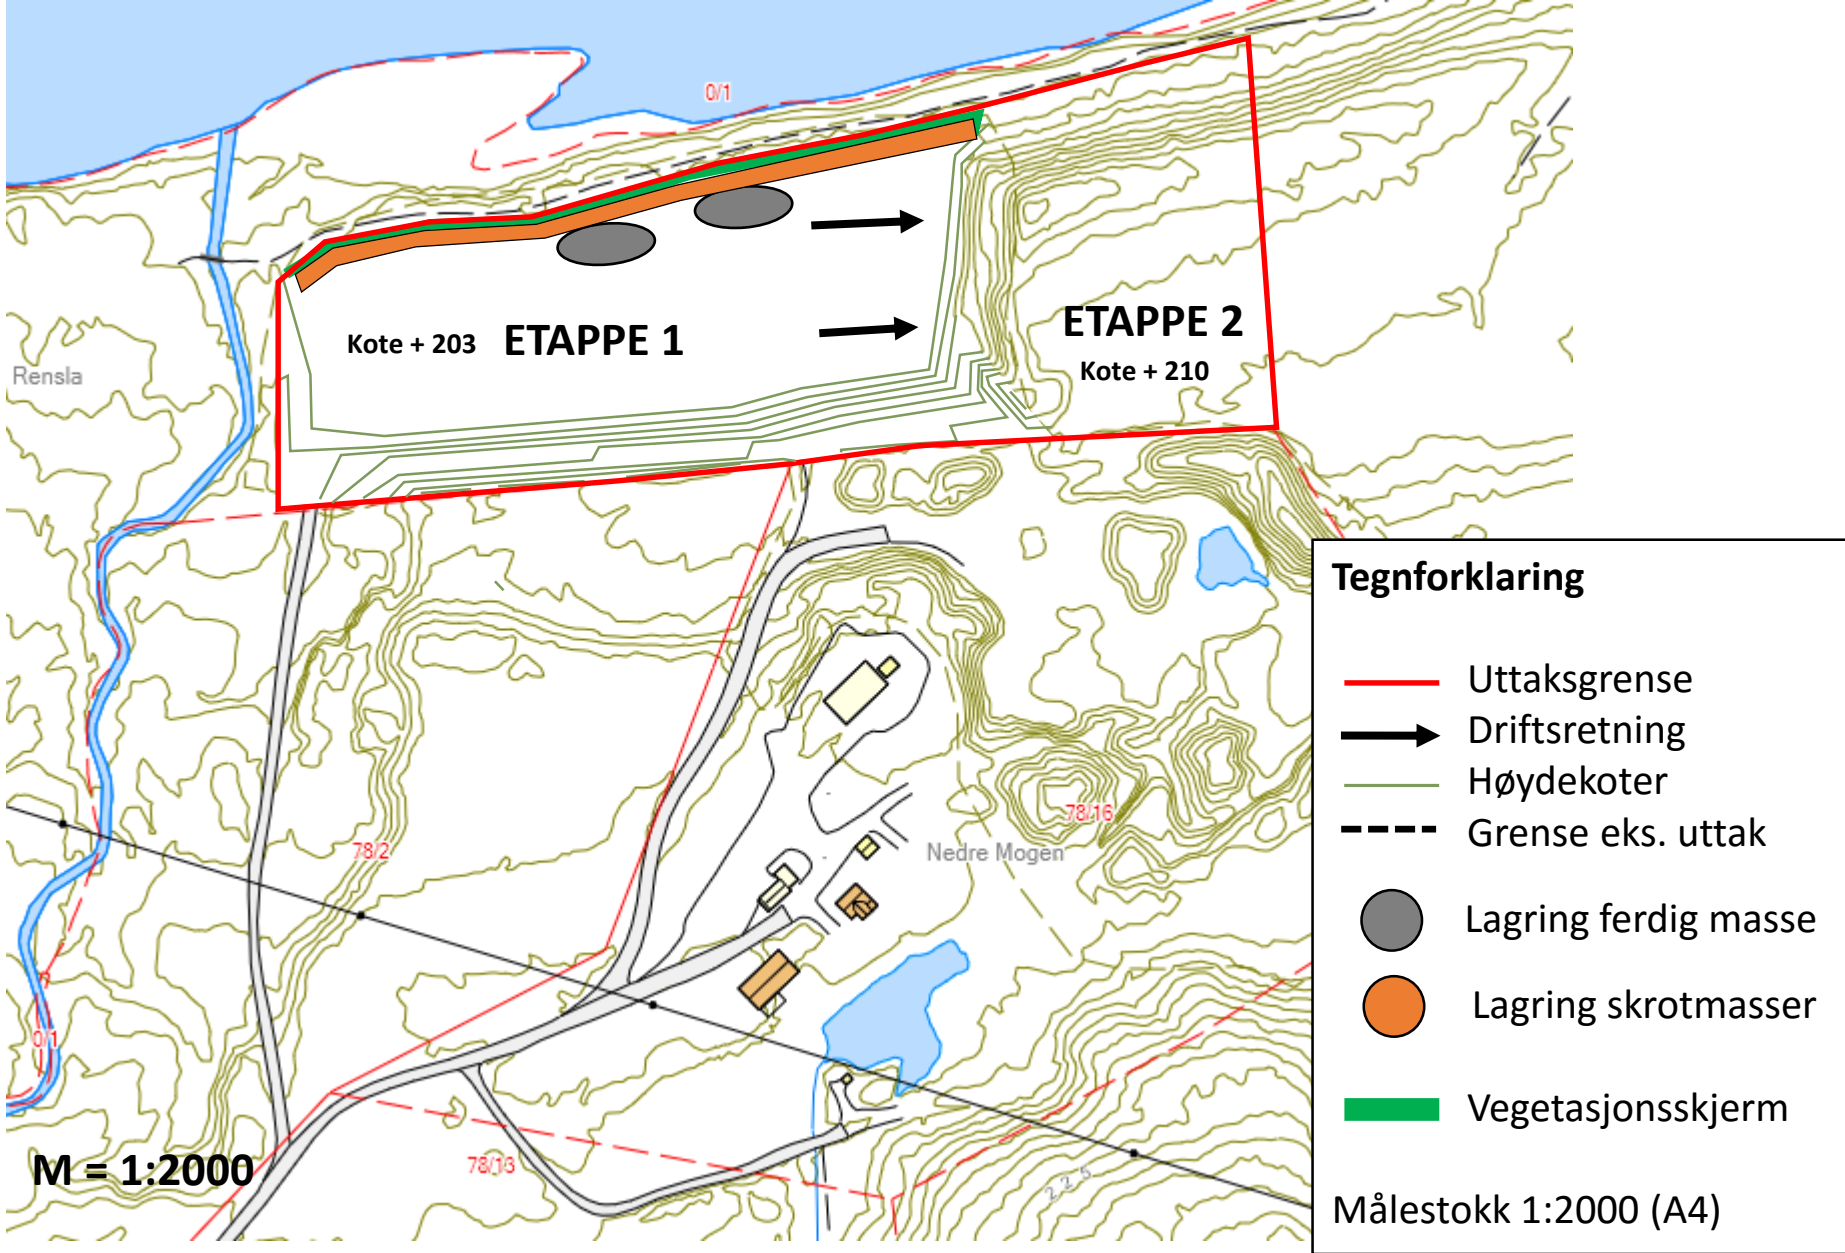 0/1
ETAPPE 2
Kote + 203 ETAPPE 1
Rensla
Kote + 210
Tegnforklaring
Uttaksgrense
Driftsretning
Høydekoter
Grense eks. uttak
Lagring ferdig masse
Lagring skrotmasser
Vegetasjonsskjerm
Målestokk 1:2000 (A4)
78/16
78/2
Nedre Mogen
0/1
78/13
M = 1:2000
225